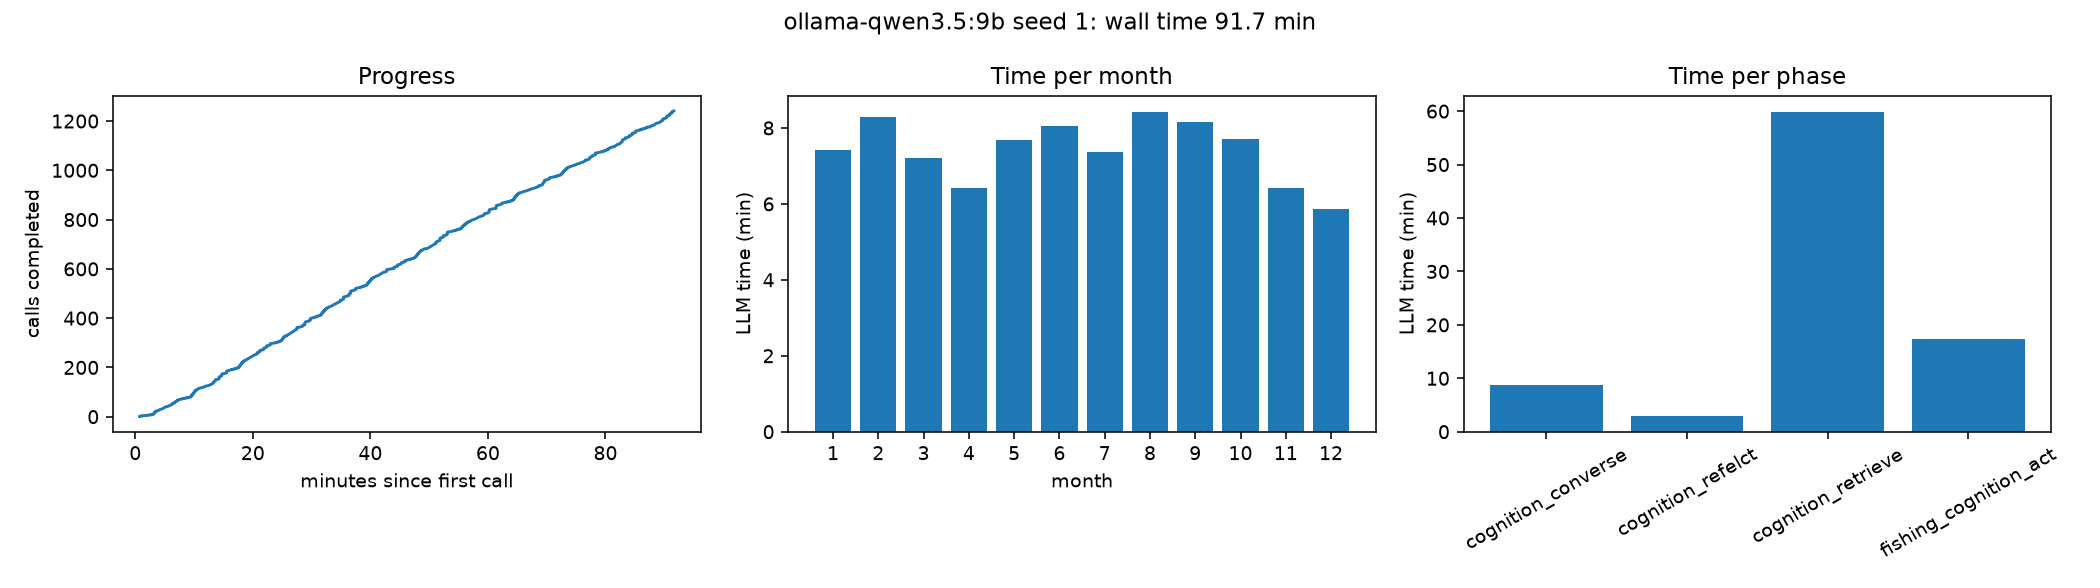 ollama-qwen3.5:9b seed 1: wall time 91.7 min
Progress
calls completed
1200
1000
800
600
400
200
0
0 20 40 60 80
minutes since first call
Time per month
LLM time (min)
8
6
4
2
0
1 2 3 4 5 6 7 8 9 10 11 12
month
Time per phase
LLM time (min)
60
50
40
30
20
10
0
cognition_converse
cognition_refelct
cognition_retrieve
fishing_cognition_act